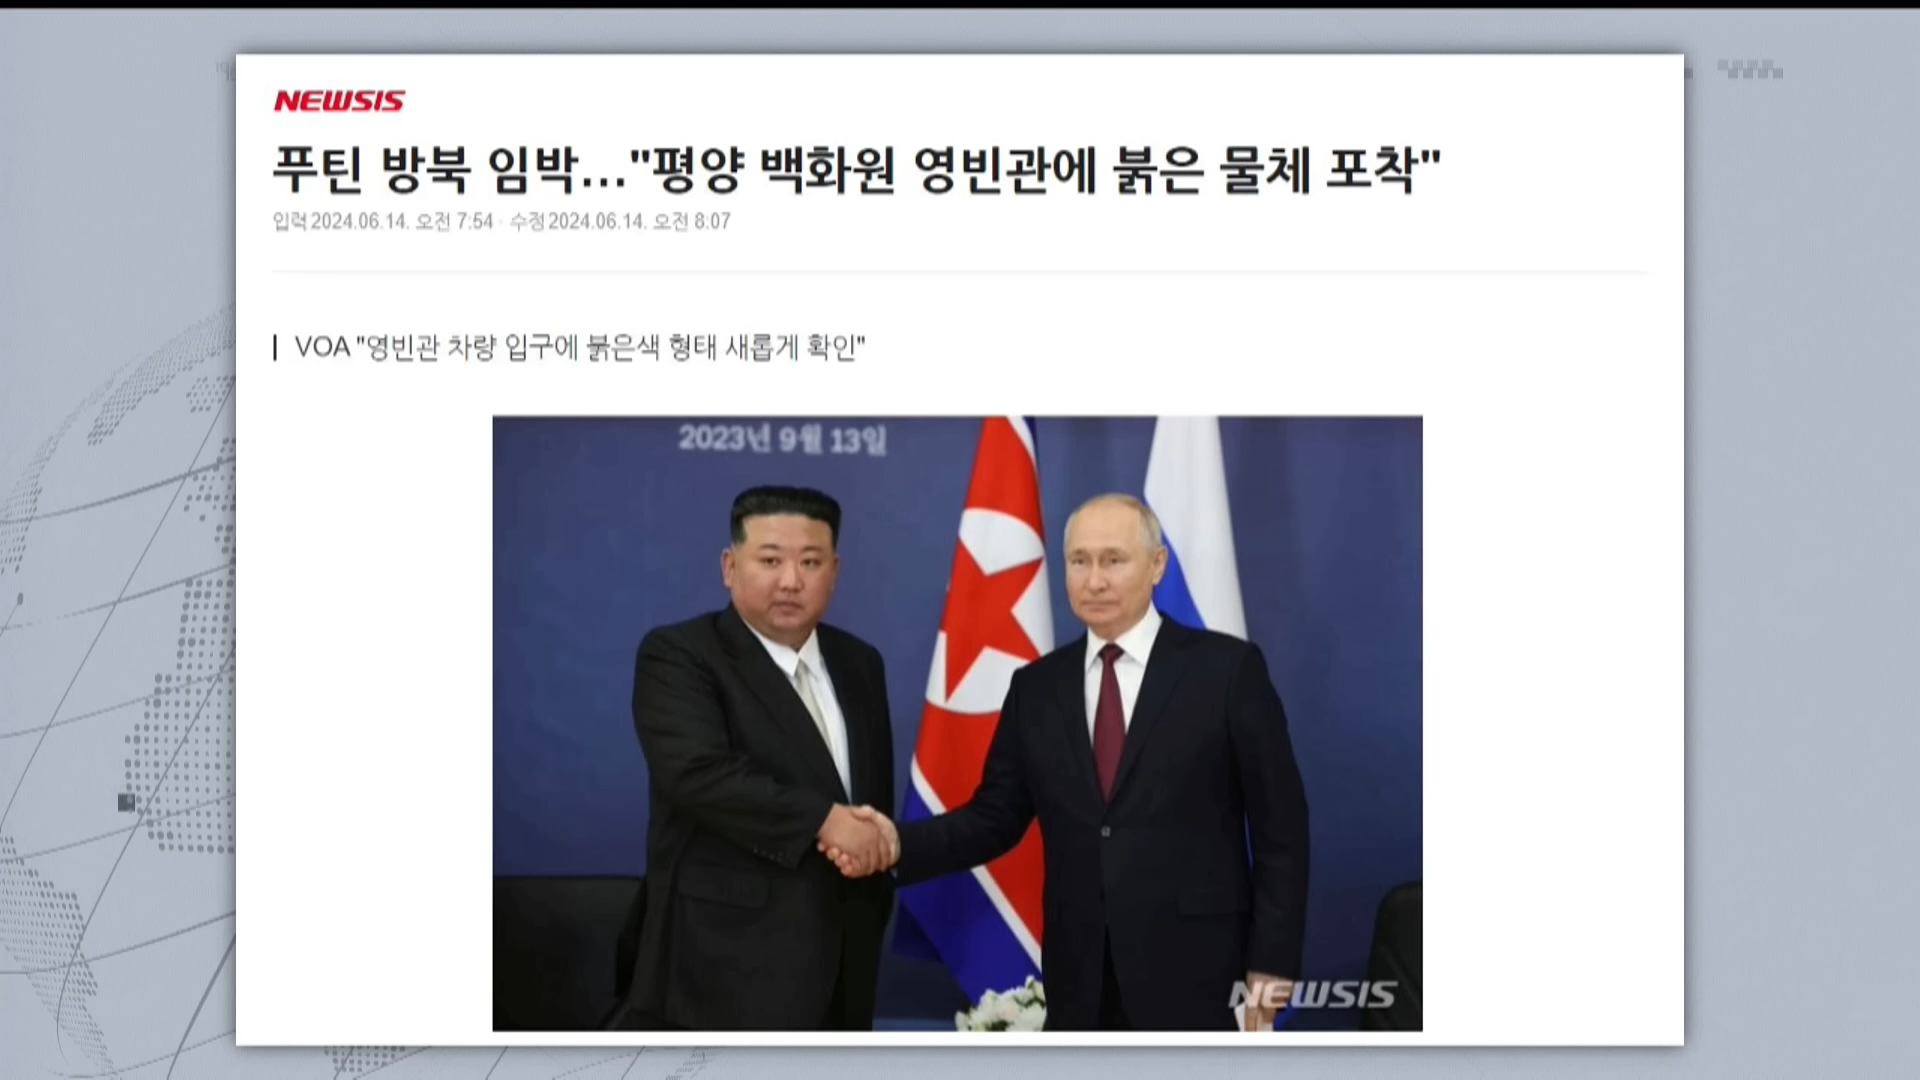 NEWSIS
푸틴 방북 임박..."평양 백화원 영빈관에 붉은 물체 포착"
입력 2024.06.14. 오전 7:54 · 수정 2024.06.14. 오전 8:07
VOA "영빈관 차량 입구에 붉은색 형태 새롭게 확인"
2023년 9월 13일
NEWSIS